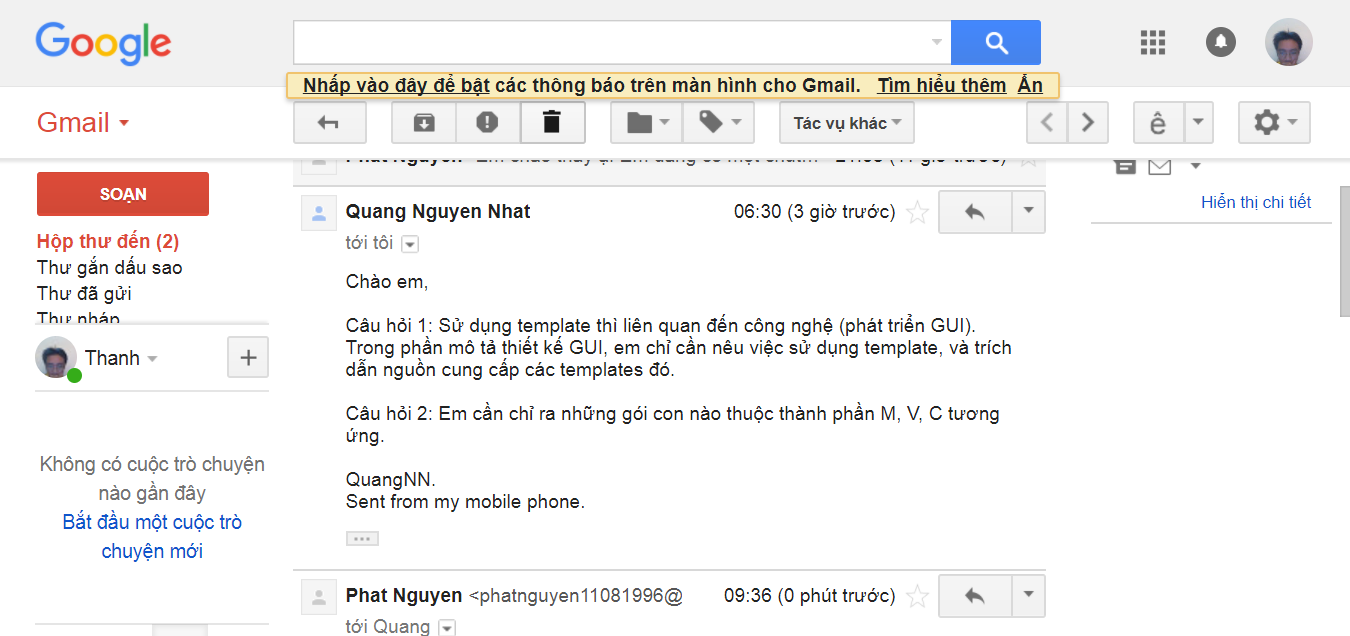 Google
Nhấp vào đây để bật các thông báo trên màn hình cho Gmail. Tìm hiểu thêm Ẩn
Gmail
Tác vụ khác
ê
SOẠN
Hộp thư đến (2)
Thư gắn dấu sao
Thư đã gửi
Thư nháp
Thanh
Không có cuộc trò chuyện
nào gần đây
Bắt đầu một cuộc trò
chuyện mới
Phat Nguyen
Quang Nguyen Nhat 06:30 (3 giờ trước)
tới tôi
Chào em,
Câu hỏi 1: Sử dụng template thì liên quan đến công nghệ (phát triển GUI).
Trong phần mô tả thiết kế GUI, em chỉ cần nêu việc sử dụng template, và trích
dẫn nguồn cung cấp các templates đó.
Câu hỏi 2: Em cần chỉ ra những gói con nào thuộc thành phần M, V, C tương
ứng.
QuangNN.
Sent from my mobile phone.
Phat Nguyen <phatnguyen11081996@ 09:36 (0 phút trước)
tới Quang
Hiển thị chi tiết